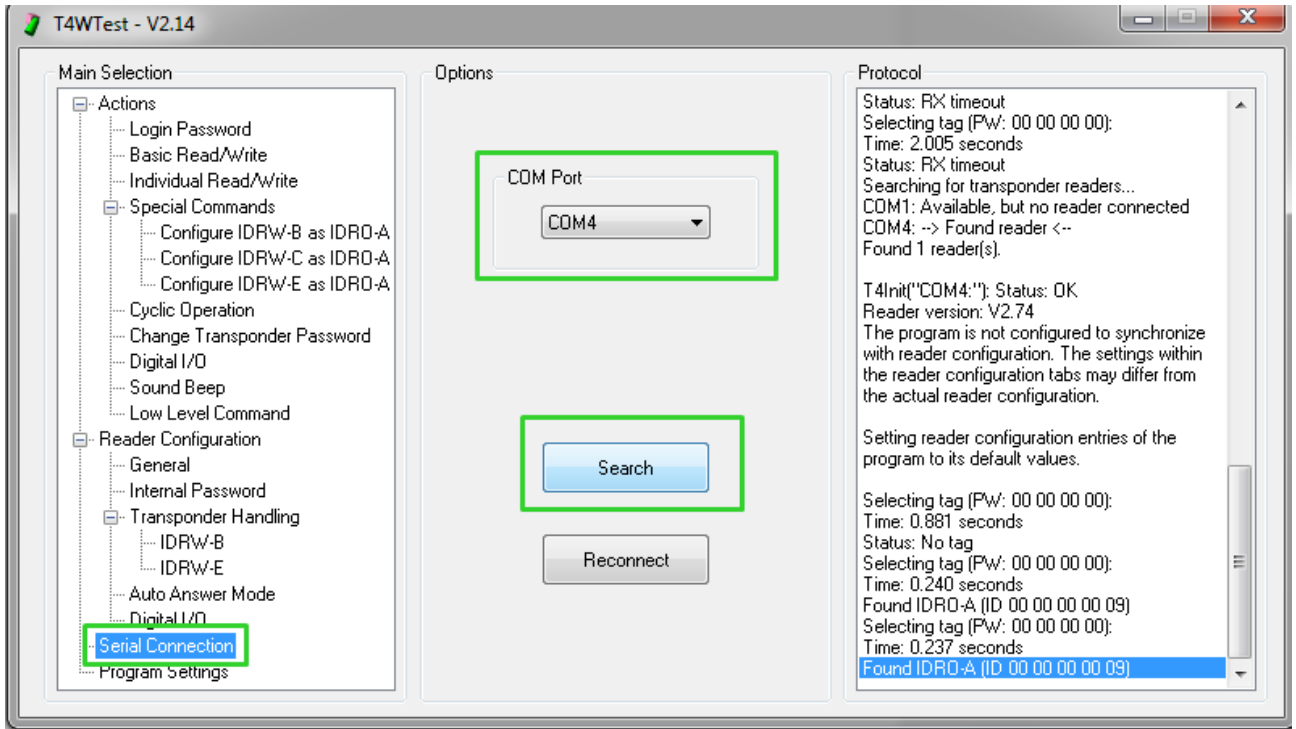 T4WTest - V2.14
Main Selection
Actions
Login Password
Basic Read/Write
Individual Read/Write
Special Commands
Configure IDRW-B as IDRO-A
Configure IDRW-C as IDRO-A
Configure IDRW-E as IDRO-A
Cyclic Operation
Change Transponder Password
Digital I/O
Sound Beep
Low Level Command
Reader Configuration
General
Internal Password
Transponder Handling
IDRW-B
IDRW-E
Auto Answer Mode
Digital I/O
Serial Connection
Program Settings
Options
COM Port
COM4
Search
Reconnect
Protocol
Status: RX timeout
Selecting tag (PW: 00 00 00 00):
Time: 2.005 seconds
Status: RX timeout
Searching for transponder readers...
COM1: Available, but no reader connected
COM4: --> Found reader <--
Found 1 reader(s).
T4Init("COM4:"): Status: OK
Reader version: V2.74
The program is not configured to synchronize
with reader configuration. The settings within
the reader configuration tabs may differ from
the actual reader configuration.
Setting reader configuration entries of the
program to its default values.
Selecting tag (PW: 00 00 00 00):
Time: 0.881 seconds
Status: No tag
Selecting tag (PW: 00 00 00 00):
Time: 0.240 seconds
Found IDRO-A (ID 00 00 00 00 09)
Selecting tag (PW: 00 00 00 00):
Time: 0.237 seconds
Found IDRO-A (ID 00 00 00 00 09)